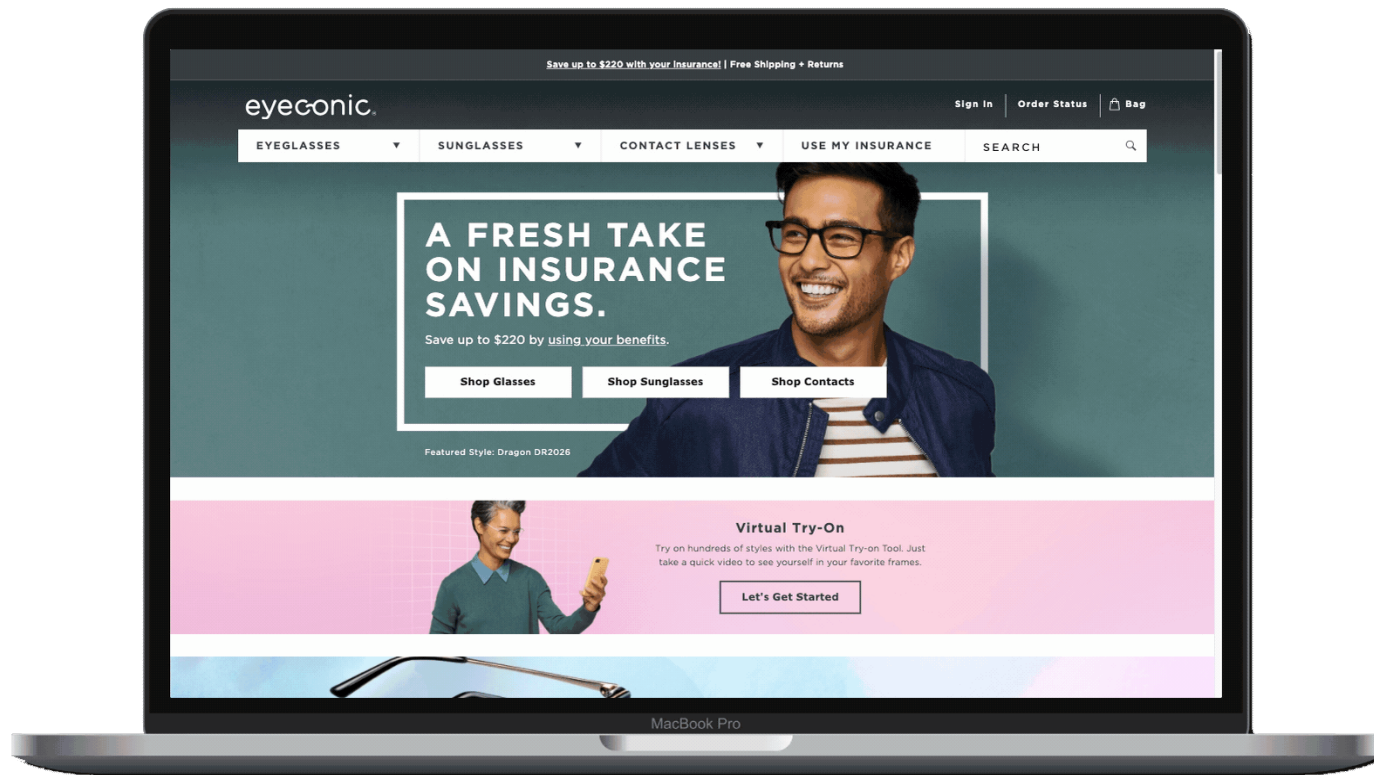 Save up to $220 with your insurance! | Free Shipping + Returns
eyeconic.
Sign In
Order Status
Bag
EYEGLASSES ▼
SUNGLASSES ▼
CONTACT LENSES ▼
USE MY INSURANCE
SEARCH
A FRESH TAKE
ON INSURANCE
SAVINGS.
Save up to $220 by using your benefits.
Shop Glasses
Shop Sunglasses
Shop Contacts
Featured Style: Dragon DR2026
Virtual Try-On
Try on hundreds of styles with the Virtual Try-on Tool. Just
take a quick video to see yourself in your favorite frames.
Let's Get Started
MacBook Pro